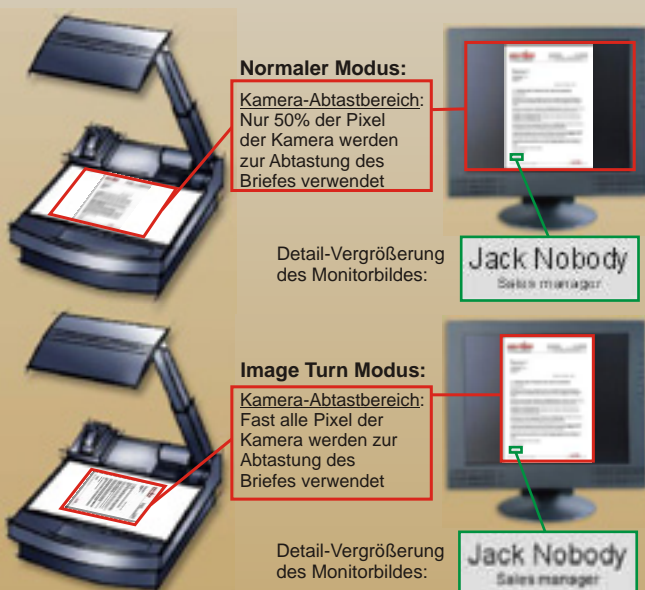 Normaler Modus:
Kamera-Abtastbereich:
Nur 50% der Pixel
der Kamera werden
zur Abtastung des
Briefes verwendet
Detail-Vergrößerung
des Monitorbildes:
Jack Nobody
Sales manager
Image Turn Modus:
Kamera-Abtastbereich:
Fast alle Pixel der
Kamera werden zur
Abtastung des
Briefes verwendet
Detail-Vergrößerung
des Monitorbildes:
Jack Nobody
Sales manager